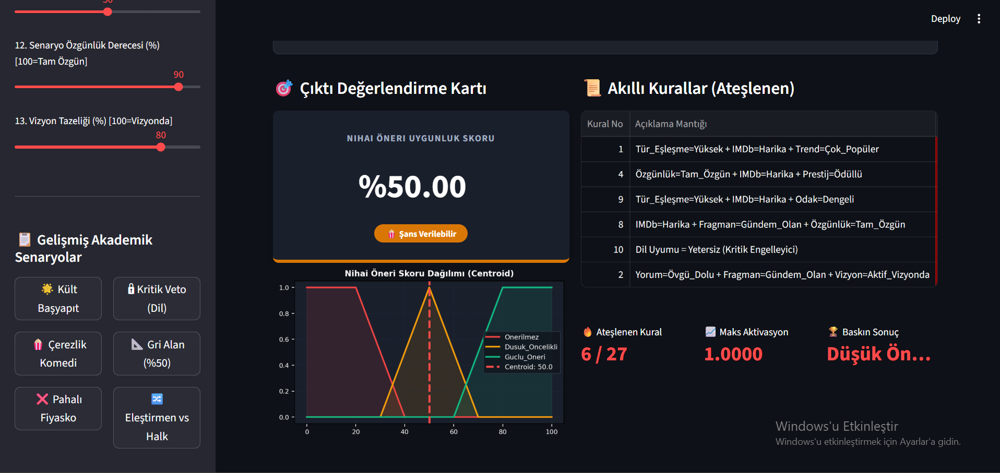 12. Senaryo Özgünlük Derecesi (%)
[100=Tam Özgün]
90
13. Vizyon Tazeliği (%) [100=Vizyonda]
80
📋 Gelişmiş Akademik
Senaryolar
🌟 Kült
Başyapıt
🔒Kritik Veto
(Dil)
🍿 Çerezlik
Komedi
📐 Gri Alan
(%50)
❌ Pahalı
Fiyasko
🔀
Eleştirmen vs
Halk
Deploy
🎯 Çıktı Değerlendirme Kartı
NIHAI ÖNERI UYGUNLUK SKORU
%50.00
🍿 Şans Verilebilir
Nihai Öneri Skoru Dağılımı (Centroid)
1.0
0.8
0.6
0.4
0.2
0.0
0 20 40 60 80 100
Onerilmez
Dusuk_Oncelikli
Guclu_Oneri
Centroid: 50.0
📜 Akıllı Kurallar (Ateşlenen)
Kural No Açıklama Mantığı
1 Tür_Eşleşme=Yüksek + IMDb=Harika + Trend=Çok_Popüler
4 Özgünlük=Tam_Özgün + IMDb=Harika + Prestij=Ödüllü
9 Tür_Eşleşme=Yüksek + IMDb=Harika + Odak=Dengeli
8 IMDb=Harika + Fragman=Gündem_Olan + Özgünlük=Tam_Özgün
10 Dil Uyumu = Yetersiz (Kritik Engelleyici)
2 Yorum=Övgü_Dolu + Fragman=Gündem_Olan + Vizyon=Aktif_Vizyonda
🔥 Ateşlenen Kural
6 / 27
📈 Maks Aktivasyon
1.0000
🏆 Baskın Sonuç
Düşük Ön...
Windows'u Etkinleştir
Windows'u etkinleştirmek için Ayarlar'a gidin.